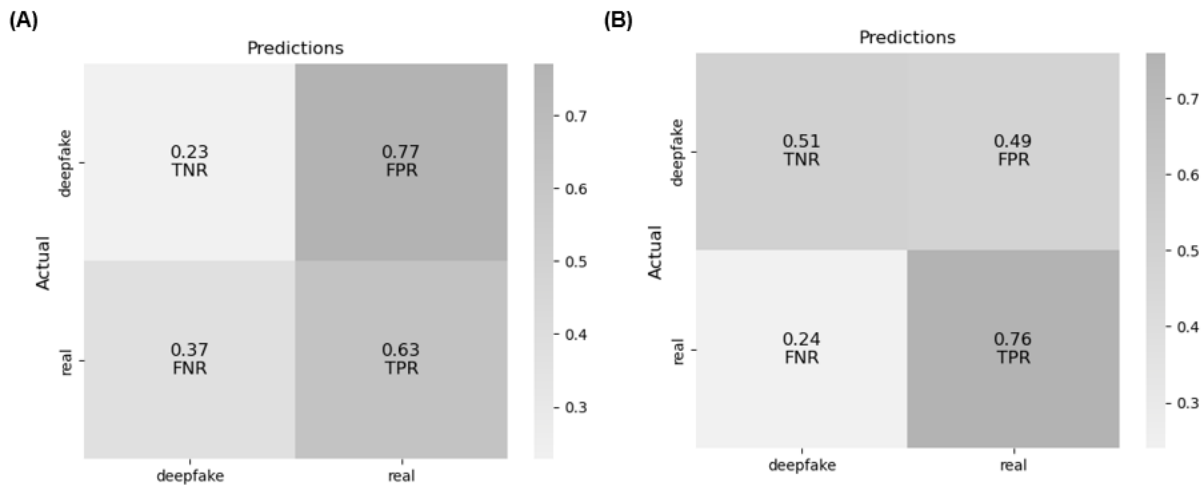 (A)
Predictions
deepfake
real
Actual
0.23
TNR
0.77
FPR
0.37
FNR
0.63
TPR
deepfake
real
0.7
0.6
0.5
0.4
0.3
(B)
Predictions
deepfake
real
Actual
0.51
TNR
0.49
FPR
0.24
FNR
0.76
TPR
deepfake
real
0.7
0.6
0.5
0.4
0.3